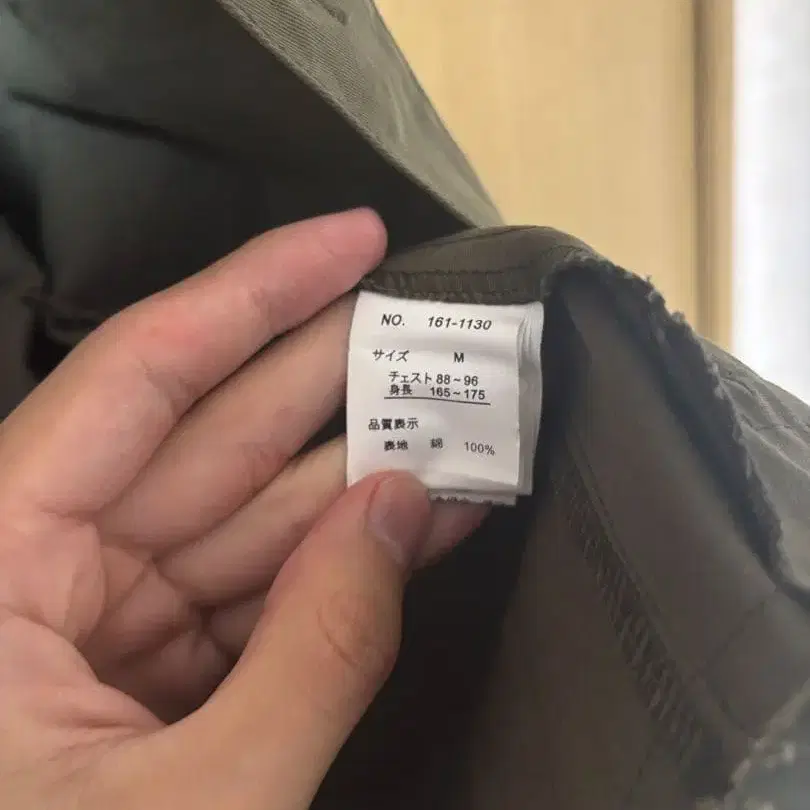 NO. 161-1130
サイズ M
チェスト 88~96
身長 165~175
品質表示
表地 綿 100%